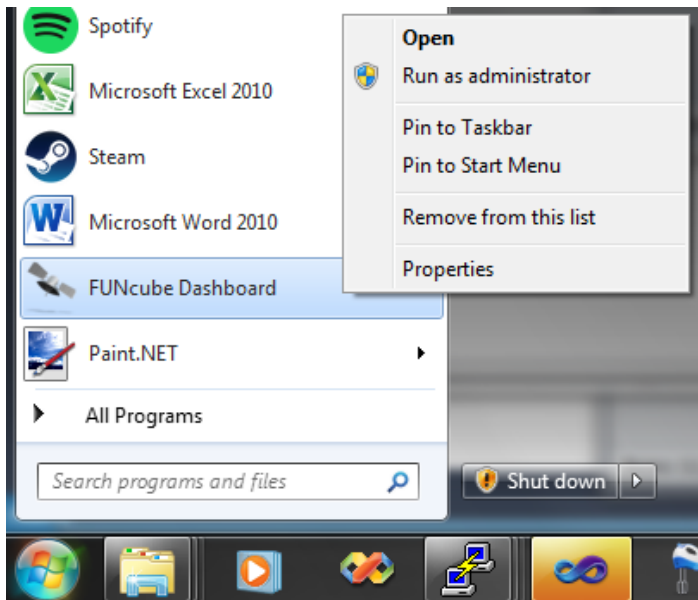 Spotify
Microsoft Excel 2010
Steam
Microsoft Word 2010
FUNcube Dashboard
Paint.NET
All Programs
Search programs and files
Open
Run as administrator
Pin to Taskbar
Pin to Start Menu
Remove from this list
Properties
Shut down